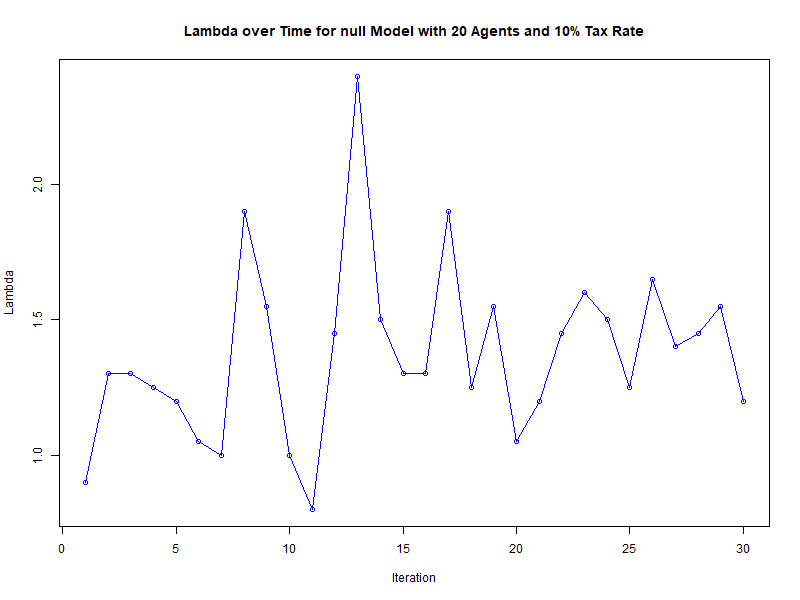 Lambda over Time for null Model with 20 Agents and 10% Tax Rate
Lambda
2.0
1.5
1.0
0 5 10 15 20 25 30
Iteration